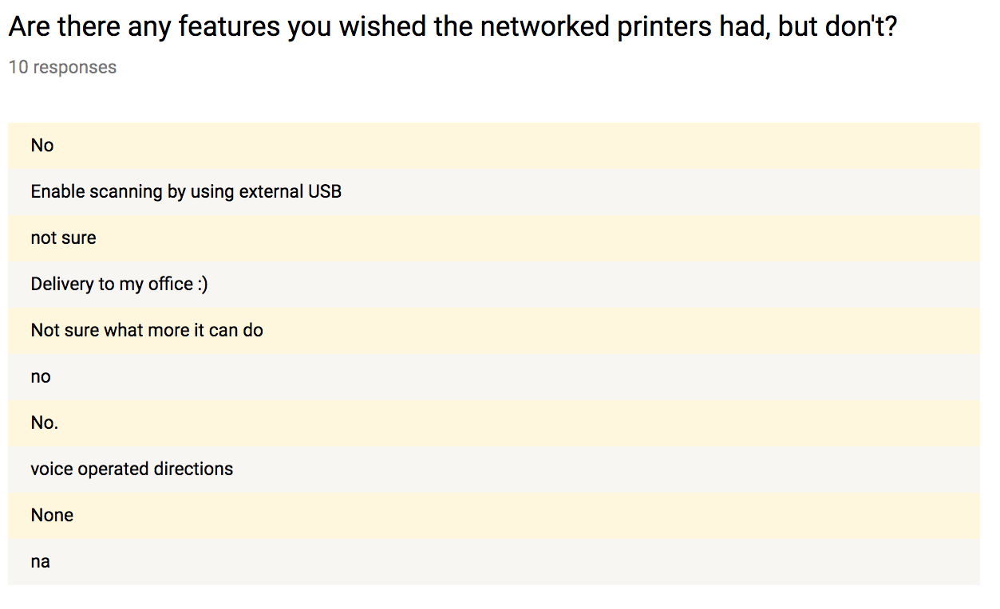 Are there any features you wished the networked printers had, but don't?
10 responses
No
Enable scanning by using external USB
not sure
Delivery to my office :)
Not sure what more it can do
no
No.
voice operated directions
None
na